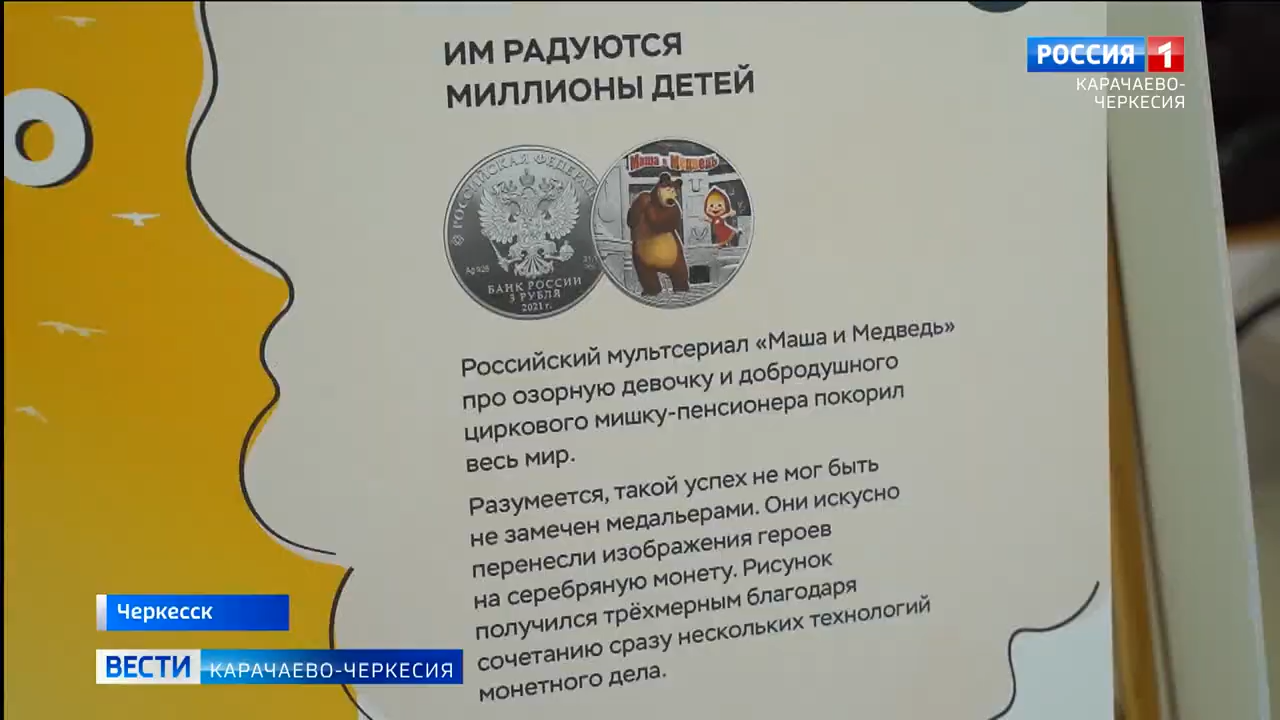 ИМ РАДУЮТСЯ
МИЛЛИОНЫ ДЕТЕЙ
РОССИЯ 1
КАРАЧАЕВО-
ЧЕРКЕСИЯ
РОССИЙСКАЯ
Ag 925
БАНК РОССИИ
3 РУБЛЯ
2021 г.
Маша и Медведь
Российский мультсериал «Маша и Медведь»
про озорную девочку и добродушного
циркового мишку-пенсионера покорил
весь мир.
Разумеется, такой успех не мог быть
не замечен медальерами. Они искусно
перенесли изображения героев
на серебряную монету. Рисунок
получился трёхмерным благодаря
сочетанию сразу нескольких технологий
монетного дела.
Черкесск
ВЕСТИ КАРАЧАЕВО-ЧЕРКЕСИЯ